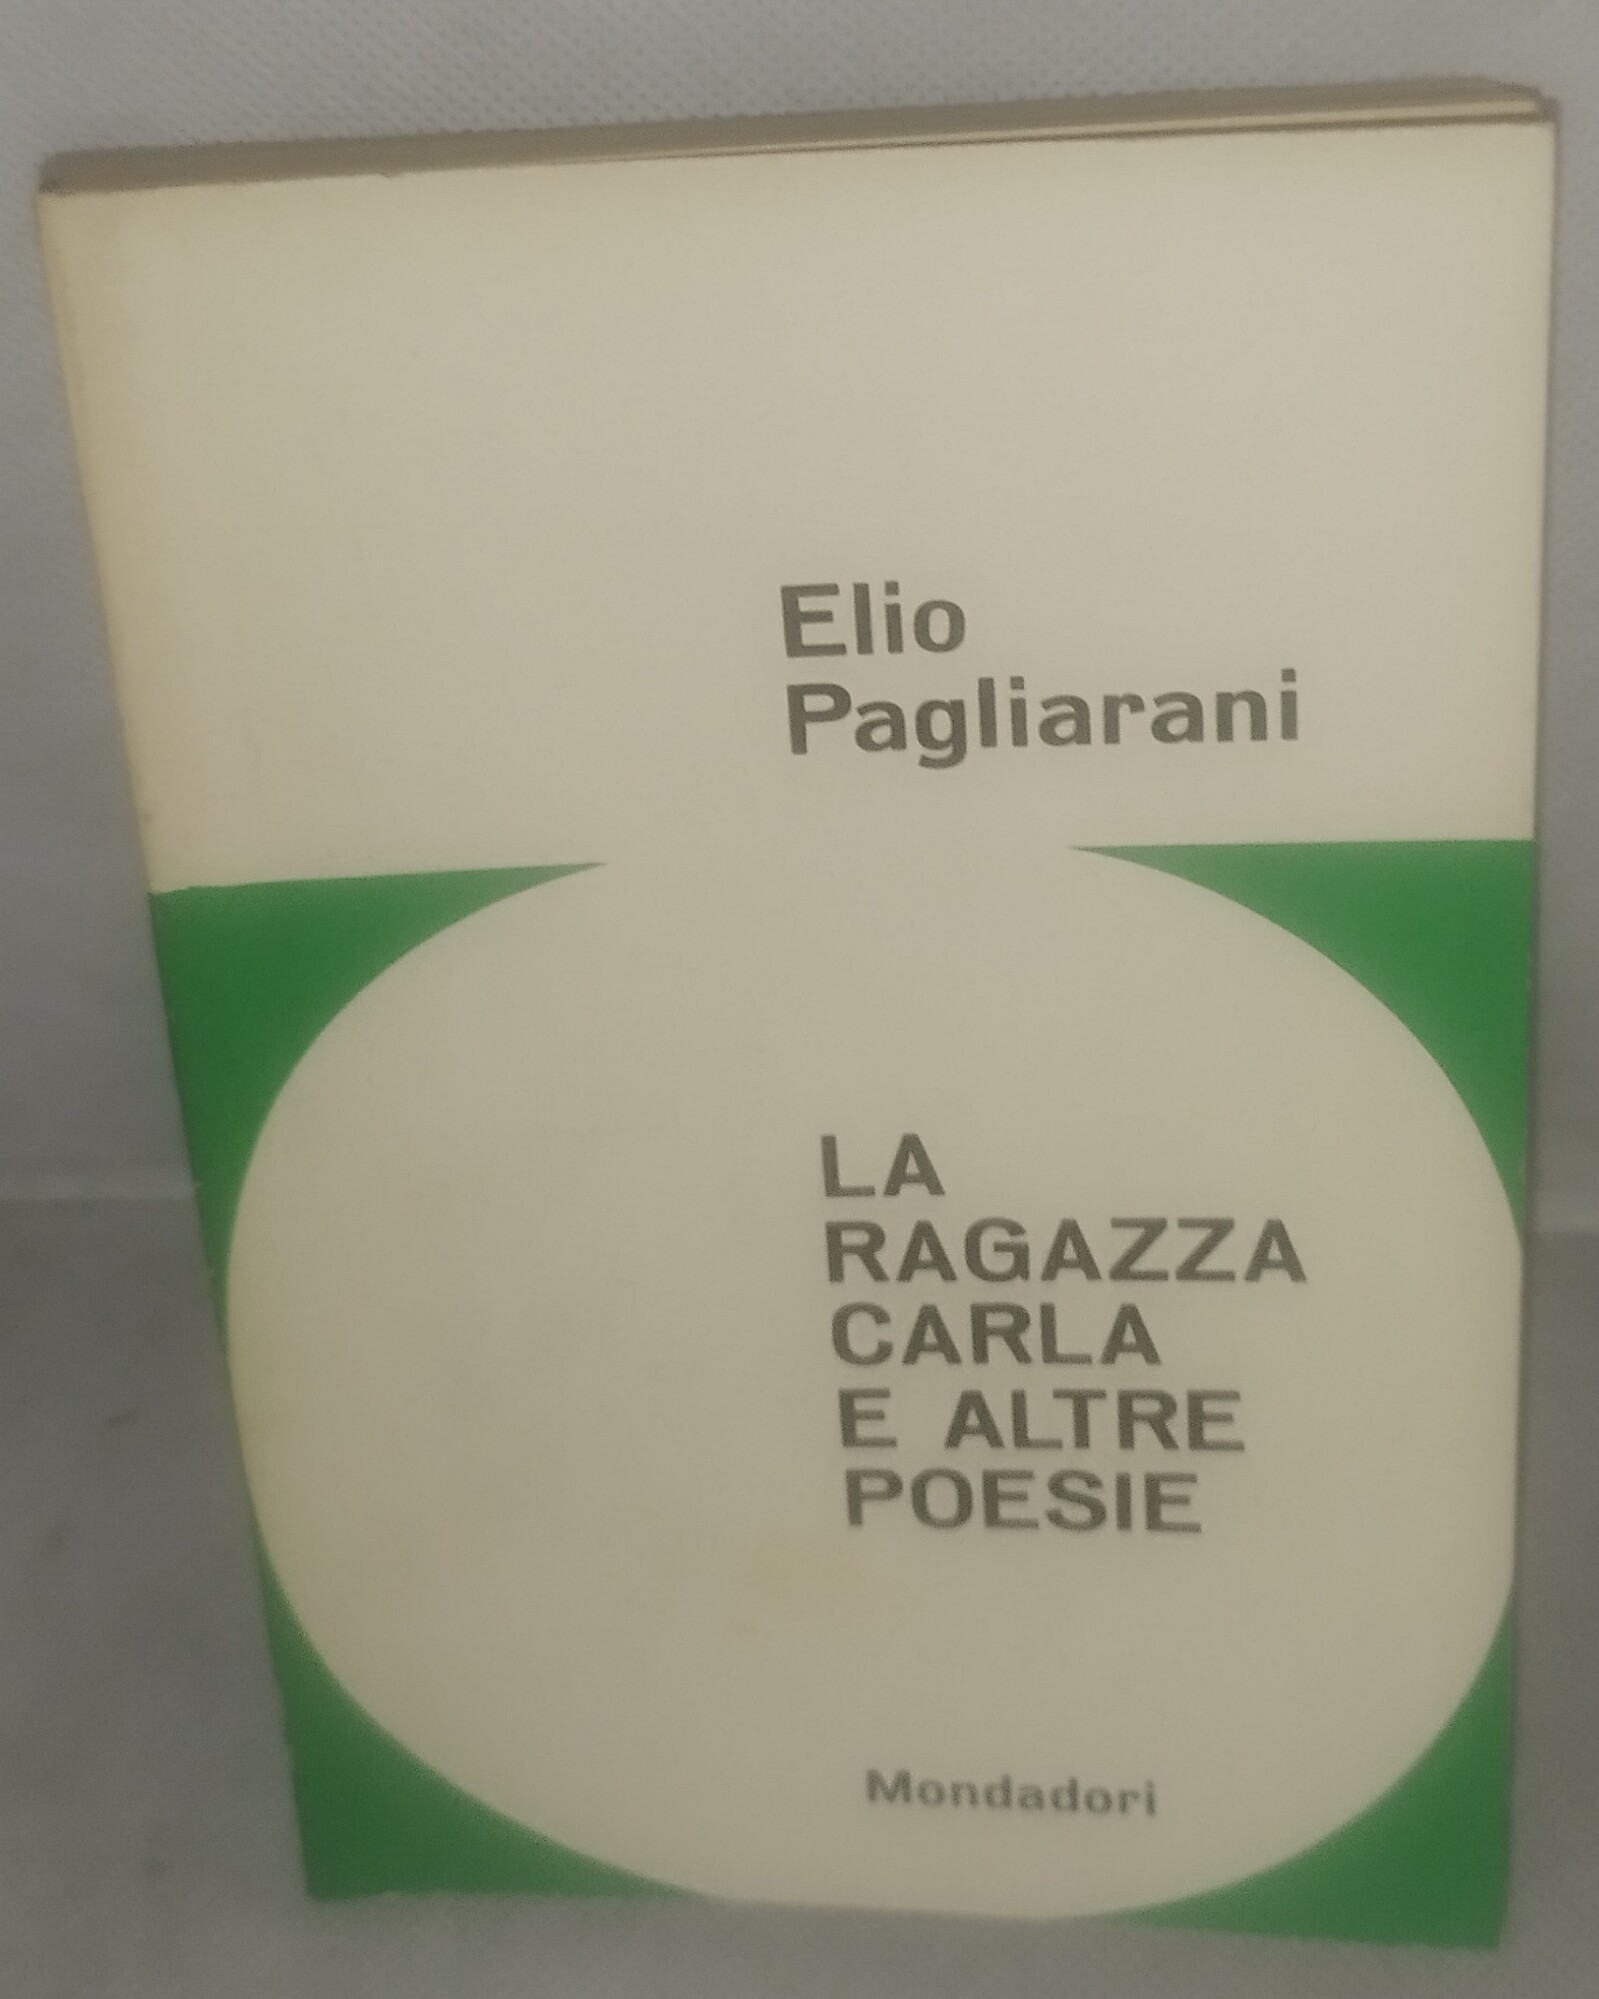 Elio
Pagliarani
LA
RAGAZZA
CARLA
E ALTRE
POESIE
Mondadori